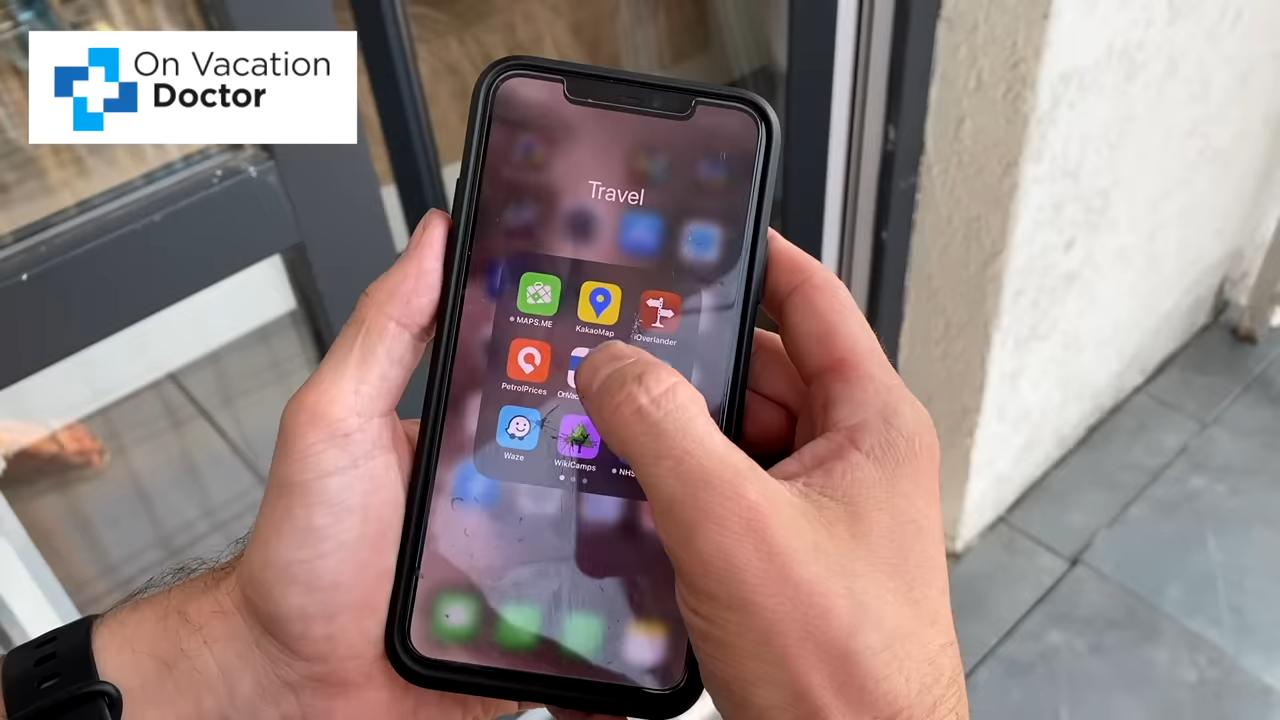 On Vacation
Doctor
Travel
MAPS.ME
KakaoMap
iOverlander
PetrolPrices
Waze
WikiCamps